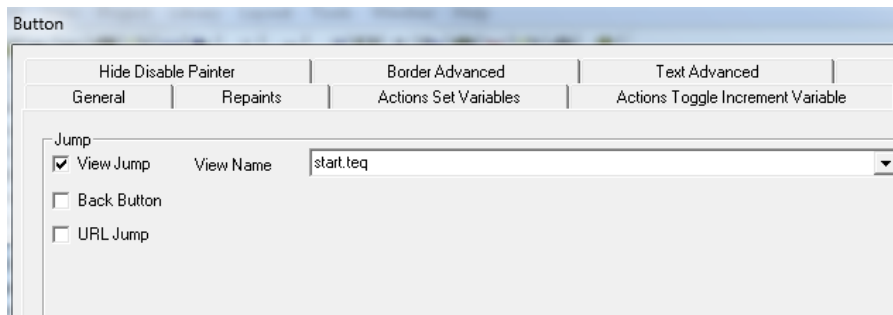 Button
Hide Disable Painter Border Advanced Text Advanced
General Repaints Actions Set Variables Actions Toggle Increment Variable
Jump
View Jump View Name start.teq
Back Button
URL Jump